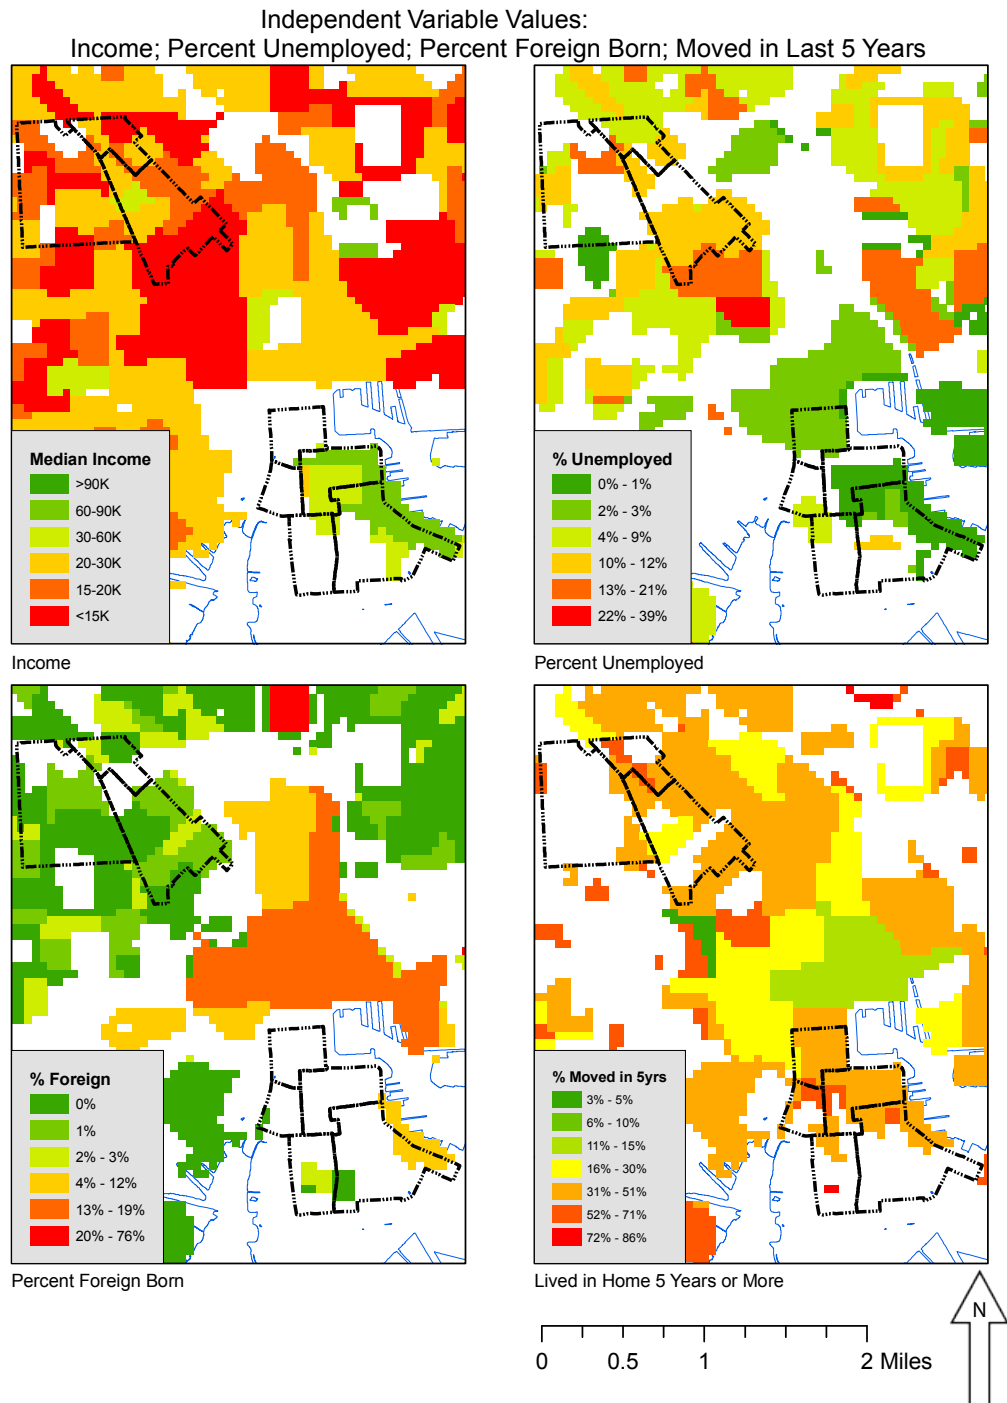 Independent Variable Values:
Income; Percent Unemployed; Percent Foreign Born; Moved in Last 5 Years
Median Income
>90K
60-90K
30-60K
20-30K
15-20K
<15K
Income
% Unemployed
0% - 1%
2% - 3%
4% - 9%
10% - 12%
13% - 21%
22% - 39%
Percent Unemployed
% Foreign
0%
1%
2% - 3%
4% - 12%
13% - 19%
20% - 76%
Percent Foreign Born
% Moved in 5yrs
3% - 5%
6% - 10%
11% - 15%
16% - 30%
31% - 51%
52% - 71%
72% - 86%
Lived in Home 5 Years or More
N
0 0.5 1 2 Miles